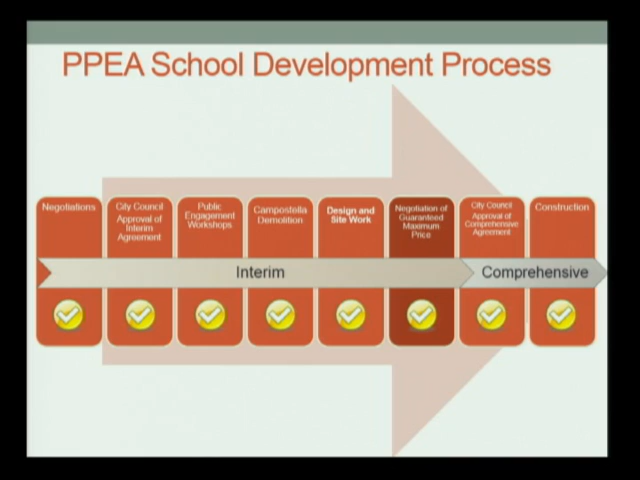 PPEA School Development Process
Negotiations
City Council
Approval of
Interim
Agreement
Public
Engagement
Workshops
Campostella
Demolition
Design and
Site Work
Negotiation of
Guaranteed
Maximum
Price
City Council
Approval of
Comprehensive
Agreement
Construction
Interim
Comprehensive